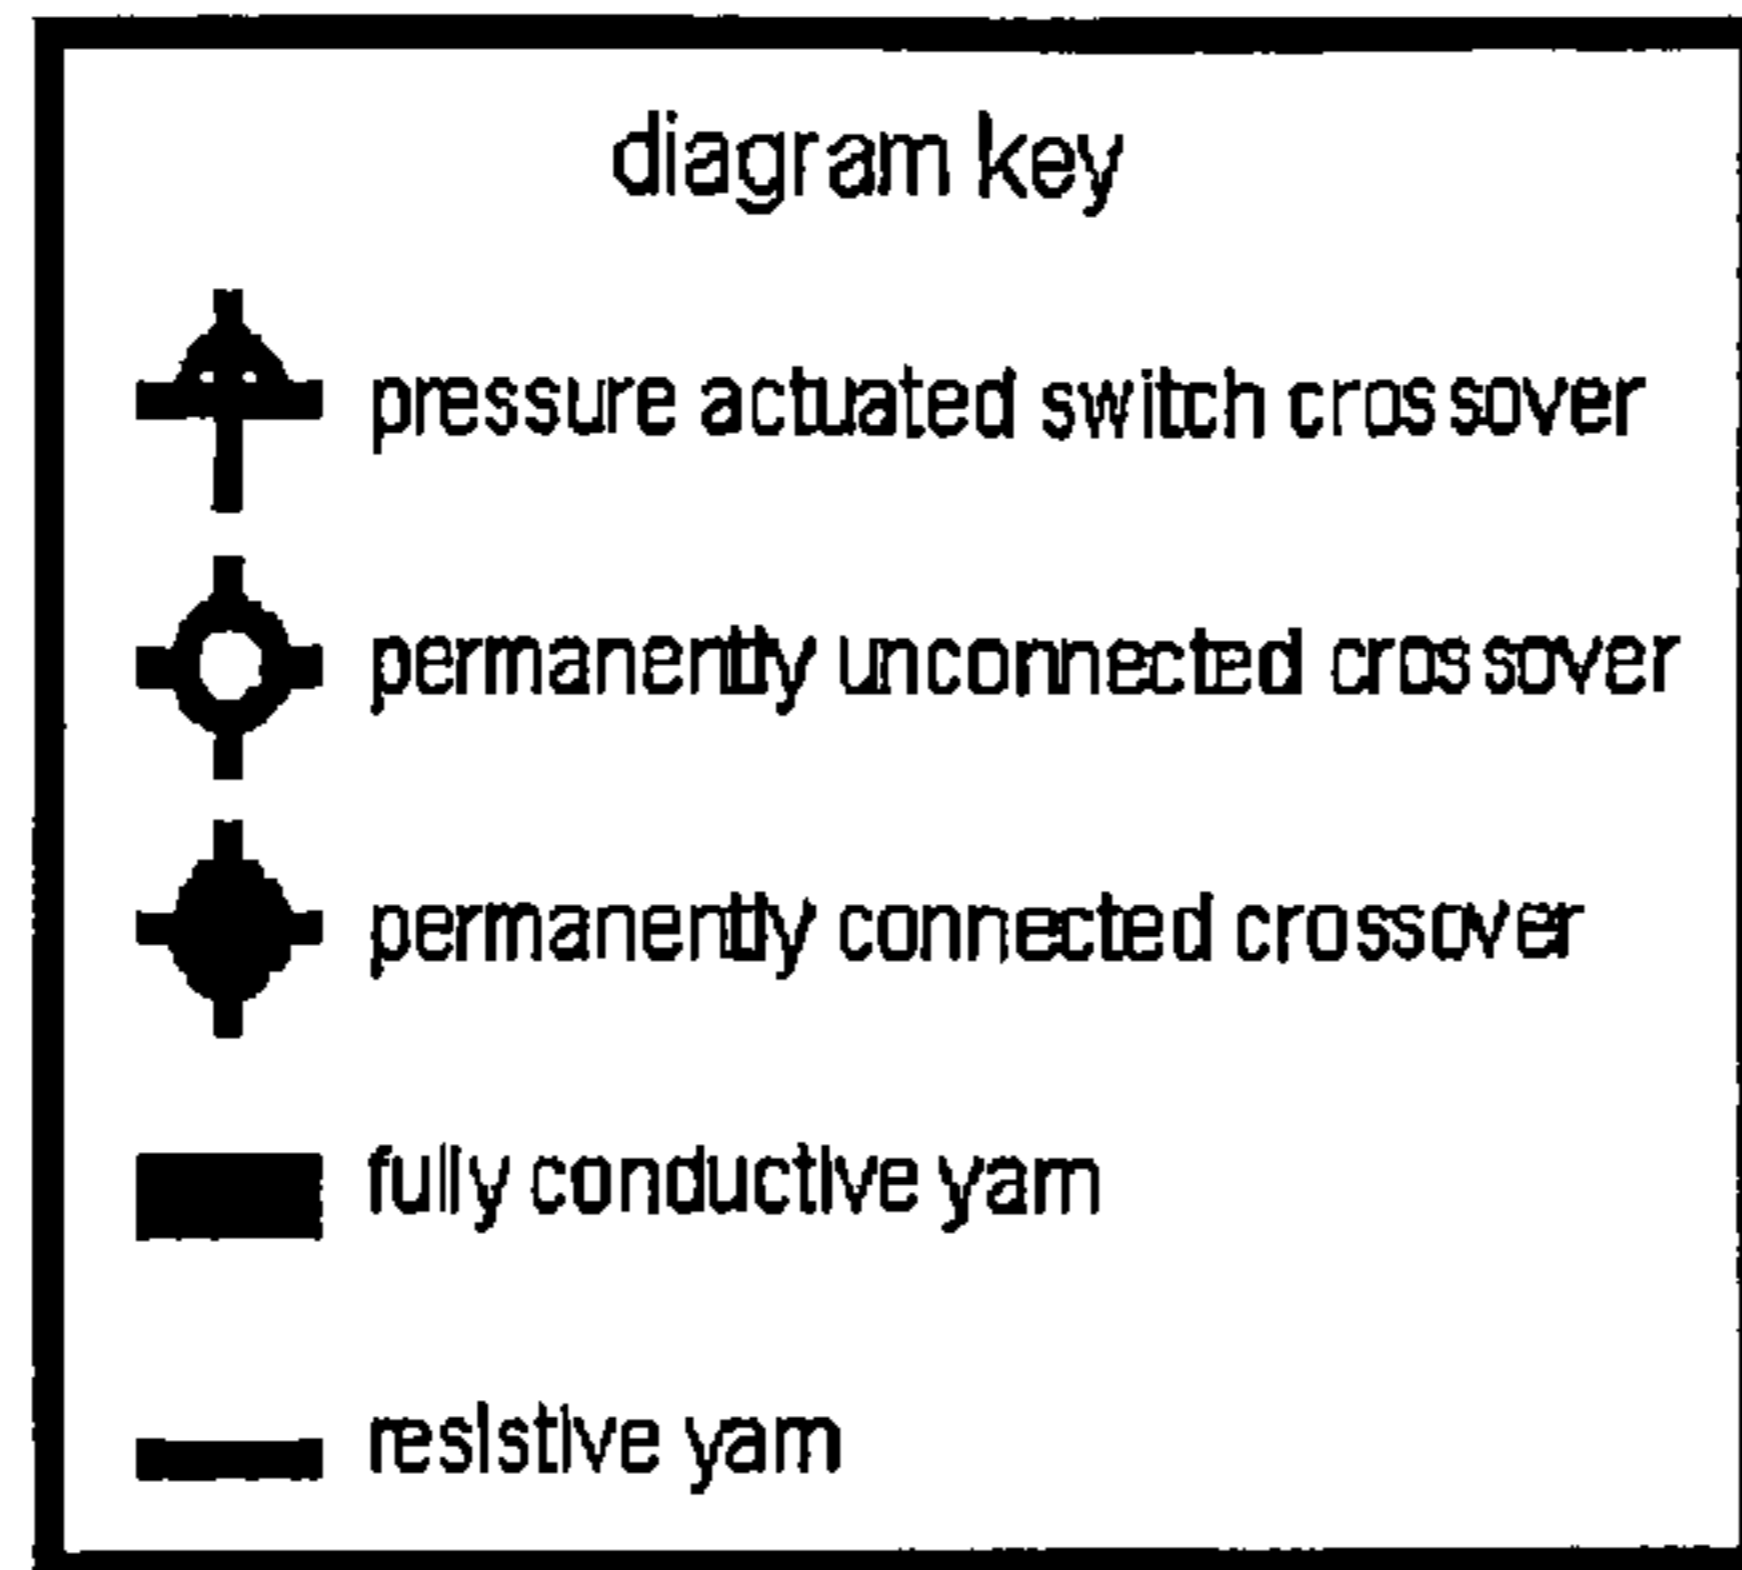 diagram key
pressure actuated switch crossover
permanently unconnected crossover
permanently connected crossover
fully conductive yarn
resistive yarn